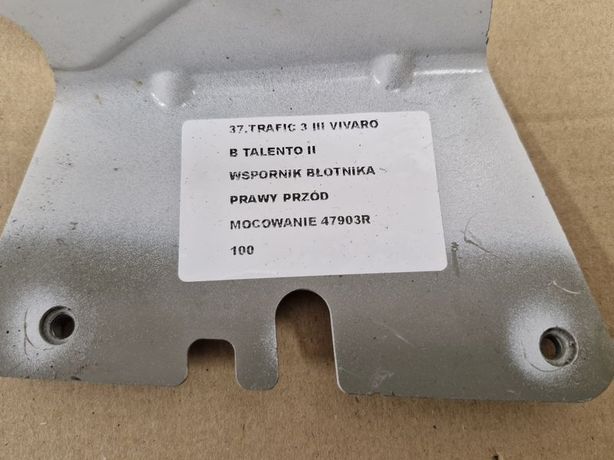 37.TRAFIC 3 III VIVARO
B TALENTO II
WSPORNIK BŁOTNIKA
PRAWY PRZÓD
MOCOWANIE 47903R
100